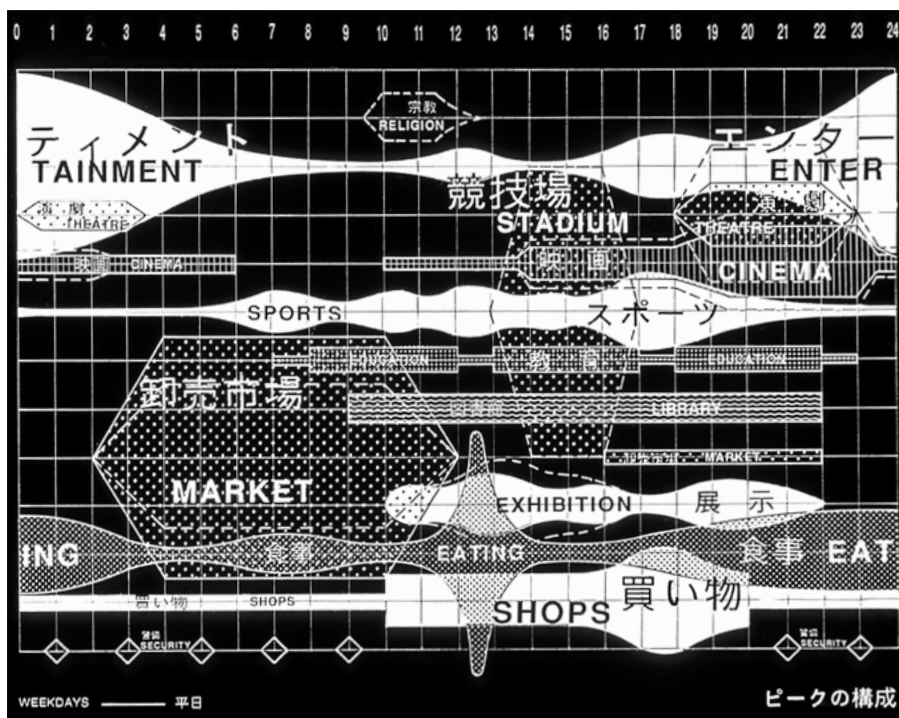 0 1 2 3 4 5 6 7 8 9 10 11 12 13 14 15 16 17 18 19 20 21 22 23 24
宗教
RELIGION
ティメント
TAINMENT
エンター
ENTER
競技場
STADIUM
演劇
THEATRE
演劇
THEATRE
映画 CINEMA
映画
CINEMA
SPORTS
スポーツ
EDUCATION
教育
EDUCATION
卸売市場
MARKET
図書館
LIBRARY
卸売市場 MARKET
EXHIBITION
展示
ING
食事
EATING
食事
EAT
買い物
SHOPS
SHOPS
買い物
警備
SECURITY
警備
SECURITY
WEEKDAYS
平日
ピークの構成